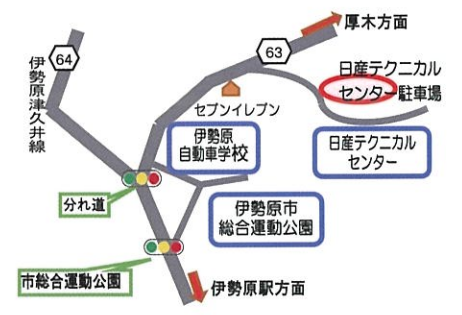 厚木方面
64
63
伊勢原津久井線
日産テクニカル
センター駐車場
セブンイレブン
伊勢原
自動車学校
日産テクニカル
センター
分れ道
伊勢原市
総合運動公園
市総合運動公園
伊勢原駅方面